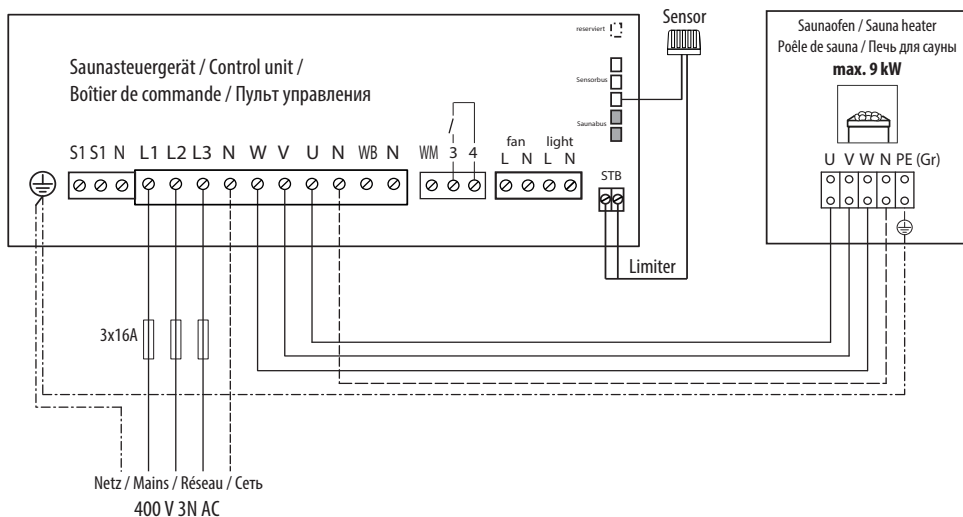 Sensor
reserviert
Sensorbus
Saunabus
Saunasteuergerät / Control unit /
Boîtier de commande / Пульт управления
S1 S1 N L1 L2 L3 N W V U N WB N
WM 3 4
fan light
L N L N
STB
Limiter
Saunaofen / Sauna heater
Poêle de sauna / Печь для сауны
max. 9 kW
U V W N PE (Gr)
3x16A
Netz / Mains / Réseau / Сеть
400 V 3N AC